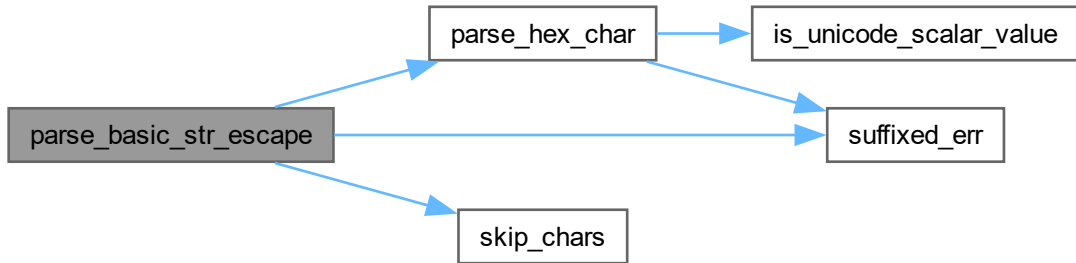 parse_hex_char
is_unicode_scalar_value
parse_basic_str_escape
suffixed_err
skip_chars